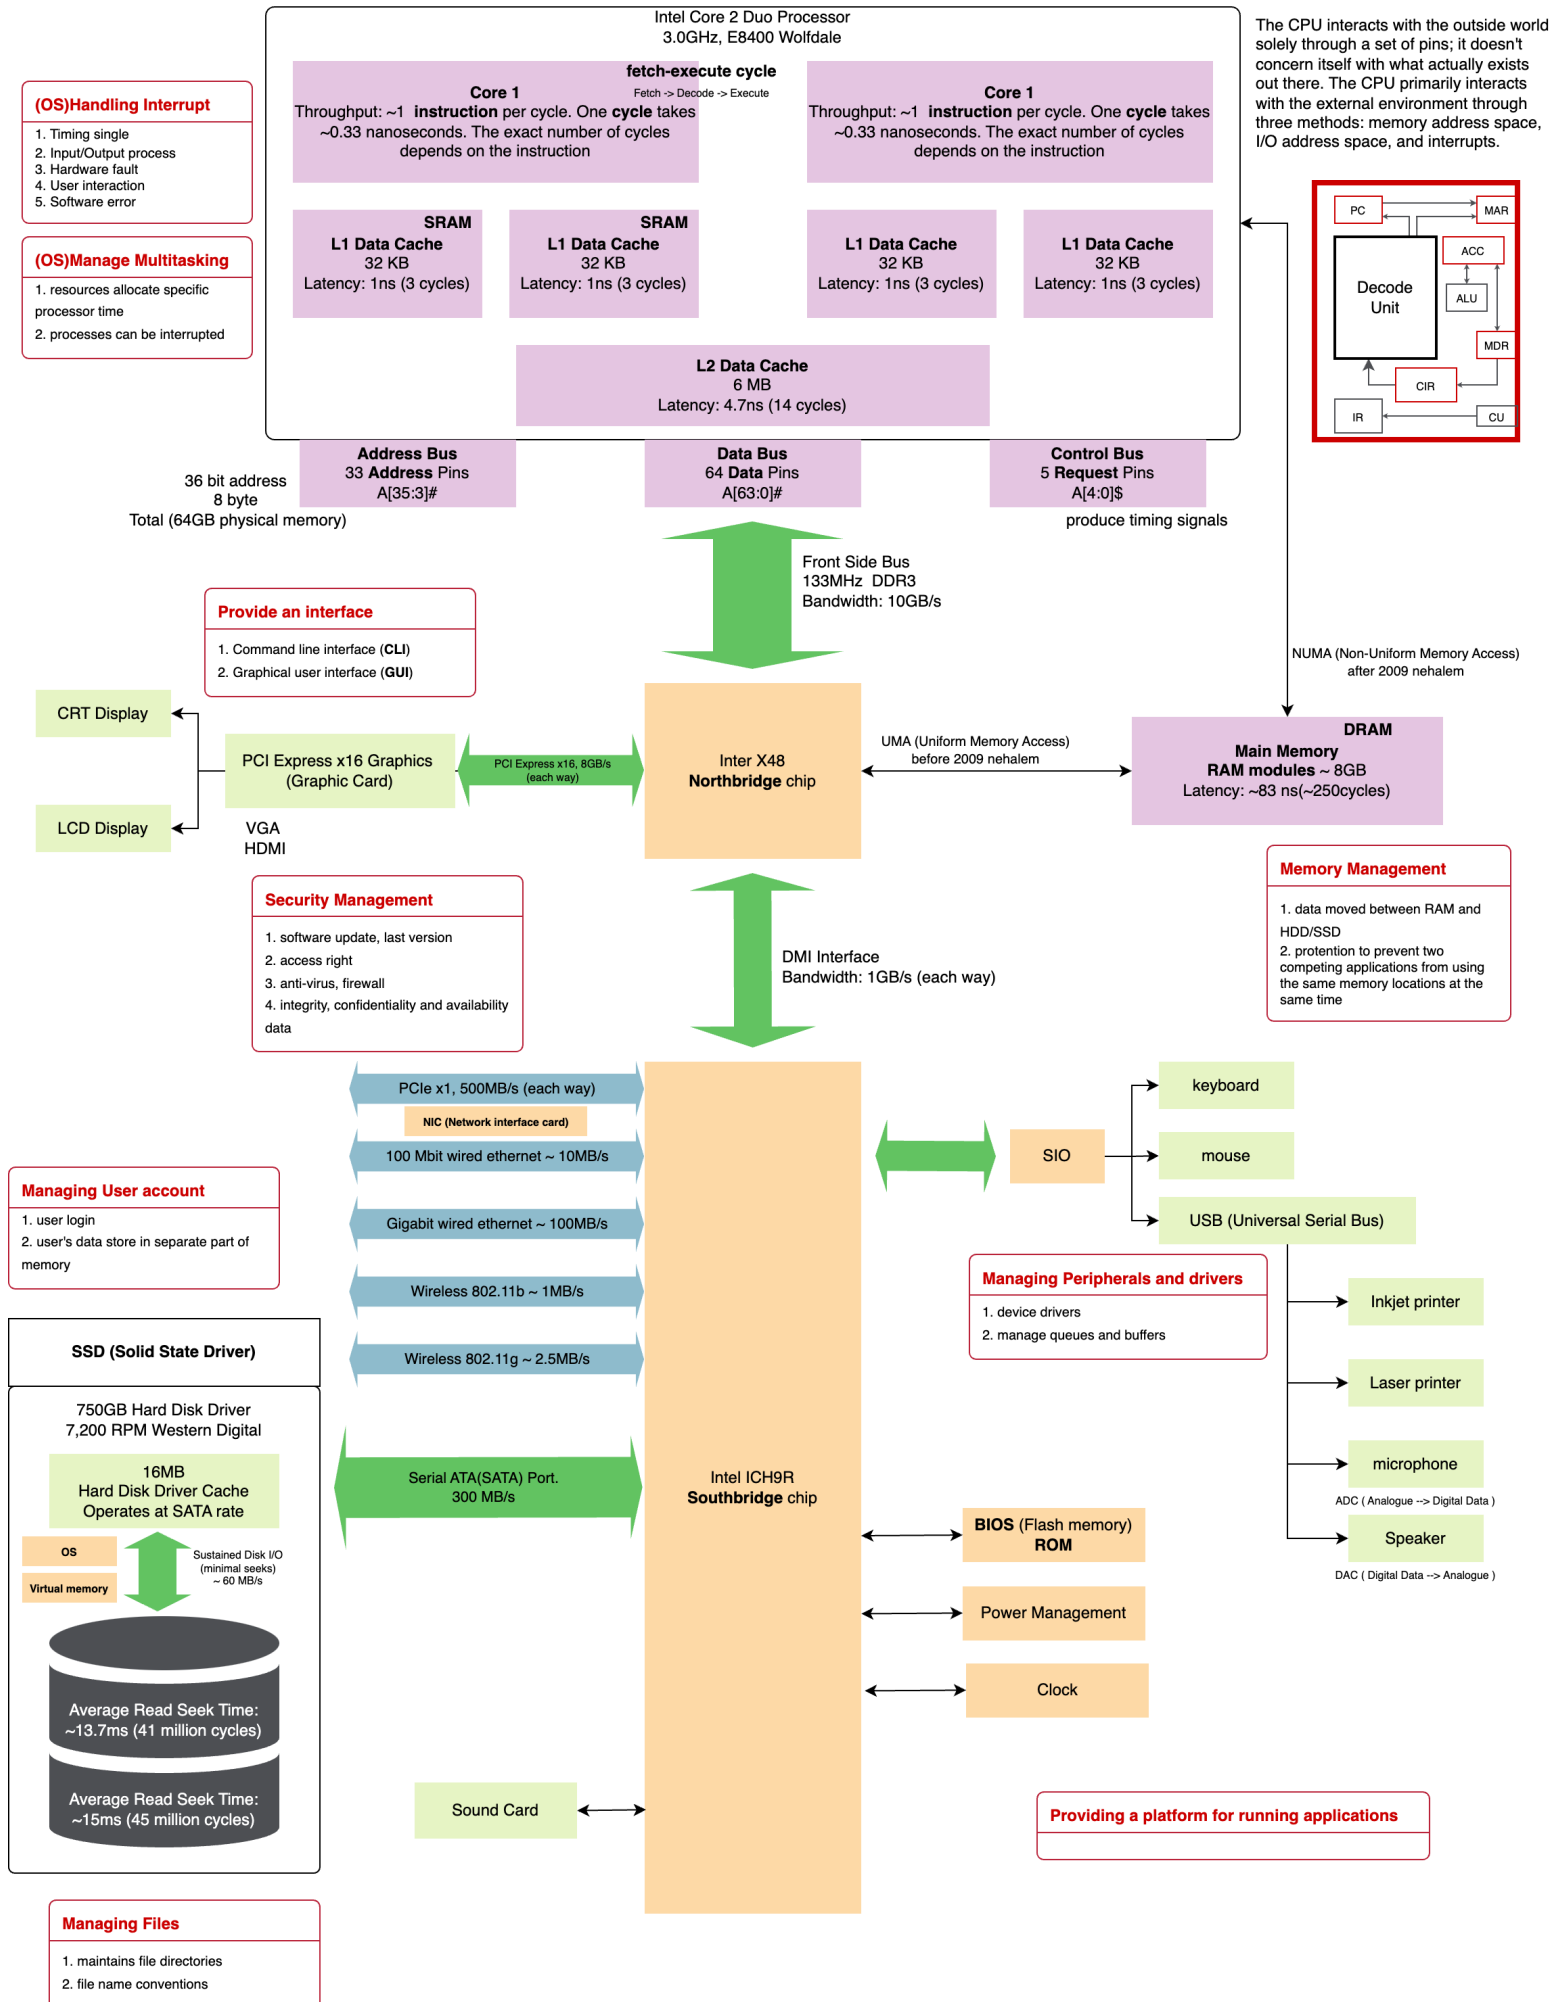 Intel Core 2 Duo Processor
3.0GHz, E8400 Wolfdale
The CPU interacts with the outside world
solely through a set of pins; it doesn't
concern itself with what actually exists
out there. The CPU primarily interacts
with the external environment through
three methods: memory address space,
I/O address space, and interrupts.
(OS)Handling Interrupt
1. Timing single
2. Input/Output process
3. Hardware fault
4. User interaction
5. Software error
(OS)Manage Multitasking
1. resources allocate specific
processor time
2. processes can be interrupted
fetch-execute cycle
Fetch -> Decode -> Execute
Core 1
Throughput: ~1 instruction per cycle. One cycle takes
~0.33 nanoseconds. The exact number of cycles
depends on the instruction
Core 1
Throughput: ~1 instruction per cycle. One cycle takes
~0.33 nanoseconds. The exact number of cycles
depends on the instruction
SRAM
L1 Data Cache
32 KB
Latency: 1ns (3 cycles)
SRAM
L1 Data Cache
32 KB
Latency: 1ns (3 cycles)
L1 Data Cache
32 KB
Latency: 1ns (3 cycles)
L1 Data Cache
32 KB
Latency: 1ns (3 cycles)
L2 Data Cache
6 MB
Latency: 4.7ns (14 cycles)
PC
MAR
Decode
Unit
ACC
ALU
MDR
CIR
IR
CU
36 bit address
8 byte
Total (64GB physical memory)
Address Bus
33 Address Pins
A[35:3]#
Data Bus
64 Data Pins
A[63:0]#
Control Bus
5 Request Pins
A[4:0]$
produce timing signals
Front Side Bus
133MHz  DDR3
Bandwidth: 10GB/s
Provide an interface
1. Command line interface (CLI)
2. Graphical user interface (GUI)
NUMA (Non-Uniform Memory Access)
after 2009 nehalem
CRT Display
LCD Display
PCI Express x16 Graphics
(Graphic Card)
VGA
HDMI
PCI Express x16, 8GB/s
(each way)
Inter X48
Northbridge chip
UMA (Uniform Memory Access)
before 2009 nehalem
DRAM
Main Memory
RAM modules ~ 8GB
Latency: ~83 ns(~250cycles)
Security Management
1. software update, last version
2. access right
3. anti-virus, firewall
4. integrity, confidentiality and availability
data
DMI Interface
Bandwidth: 1GB/s (each way)
Memory Management
1. data moved between RAM and
HDD/SSD
2. protention to prevent two
competing applications from using
the same memory locations at the
same time
PCIe x1, 500MB/s (each way)
NIC (Network interface card)
100 Mbit wired ethernet ~ 10MB/s
Gigabit wired ethernet ~ 100MB/s
Wireless 802.11b ~ 1MB/s
Wireless 802.11g ~ 2.5MB/s
SIO
keyboard
mouse
USB (Universal Serial Bus)
Managing User account
1. user login
2. user's data store in separate part of
memory
Managing Peripherals and drivers
1. device drivers
2. manage queues and buffers
Inkjet printer
Laser printer
microphone
ADC ( Analogue --> Digital Data )
Speaker
DAC ( Digital Data --> Analogue )
SSD (Solid State Driver)
750GB Hard Disk Driver
7,200 RPM Western Digital
16MB
Hard Disk Driver Cache
Operates at SATA rate
OS
Virtual memory
Sustained Disk I/O
(minimal seeks)
~ 60 MB/s
Average Read Seek Time:
~13.7ms (41 million cycles)
Average Read Seek Time:
~15ms (45 million cycles)
Serial ATA(SATA) Port.
300 MB/s
Intel ICH9R
Southbridge chip
BIOS (Flash memory)
ROM
Power Management
Clock
Sound Card
Providing a platform for running applications
Managing Files
1. maintains file directories
2. file name conventions